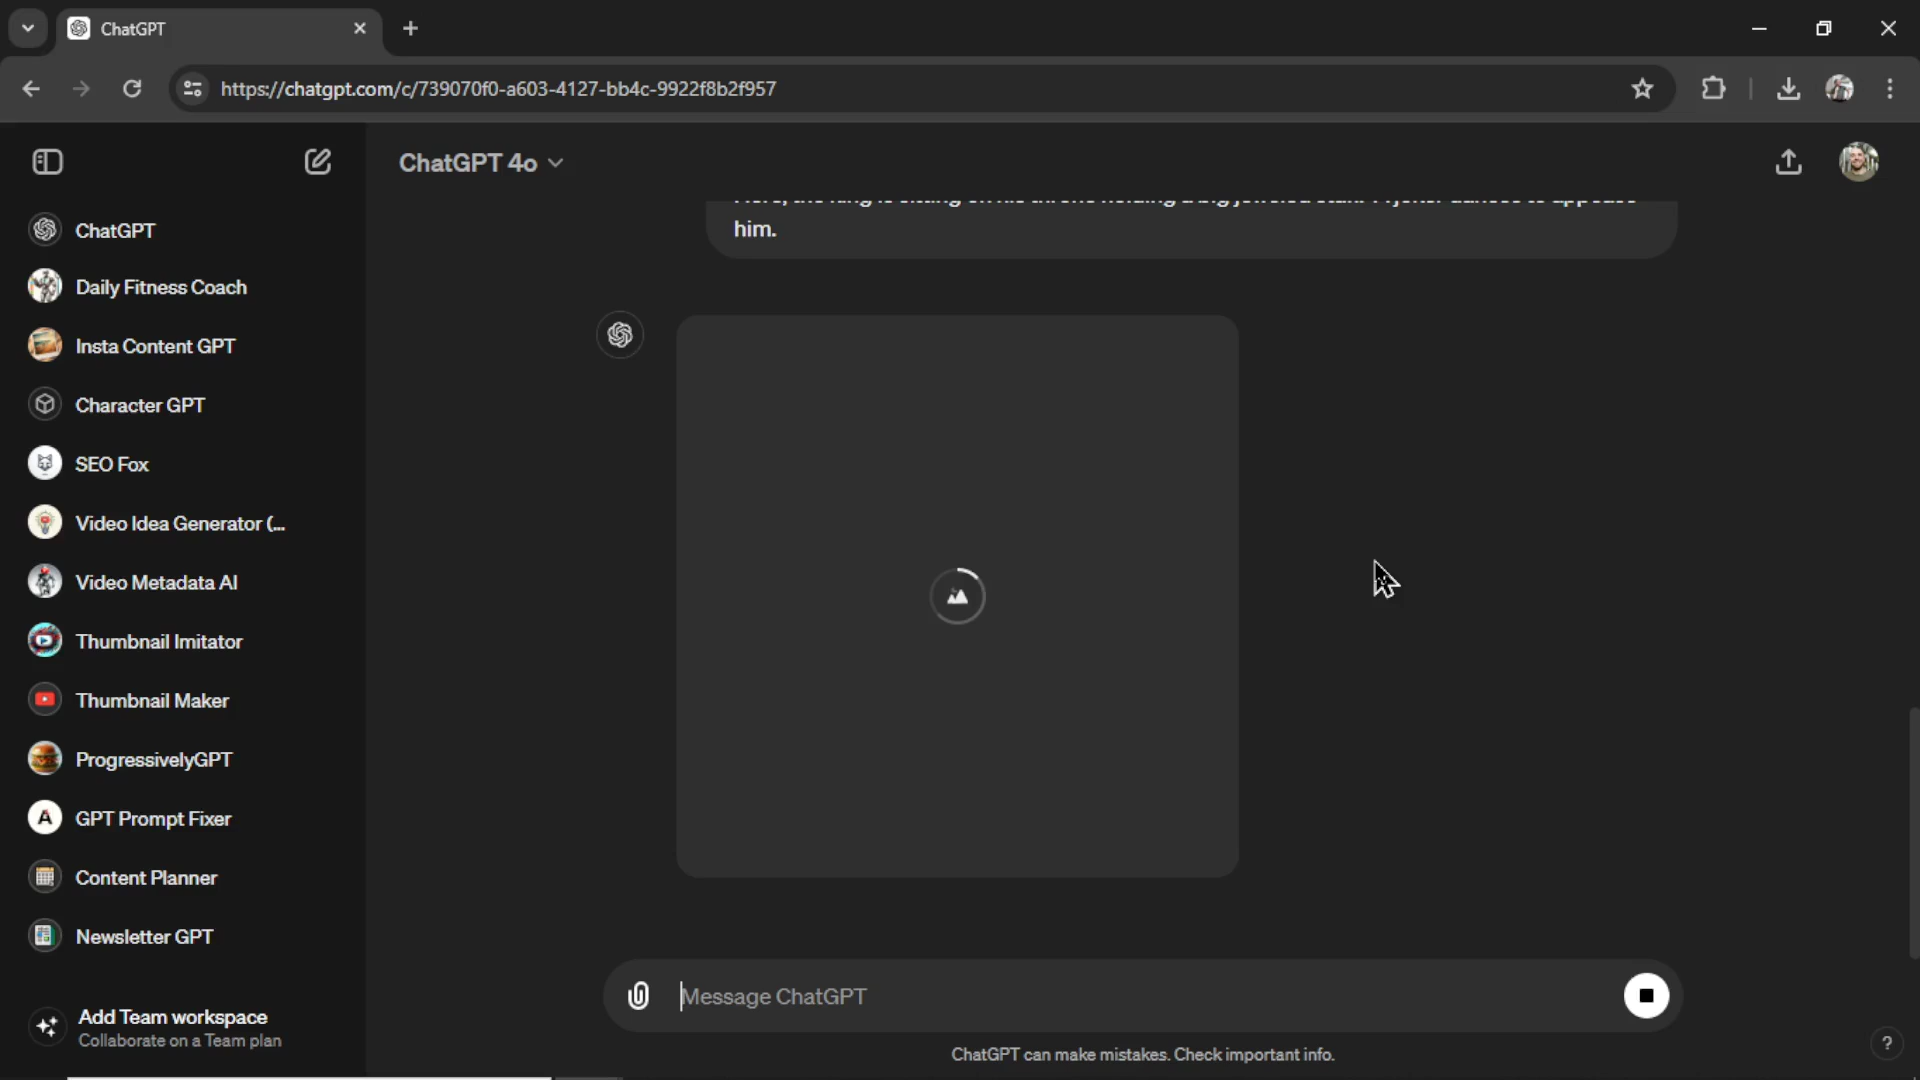 ChatGPT
https://chatgpt.com/c/739070f0-a603-4127-bb4c-9922f8b2f957
ChatGPT 4o
ChatGPT
Daily Fitness Coach
Insta Content GPT
Character GPT
SEO Fox
Video Idea Generator (...
Video Metadata AI
Thumbnail Imitator
Thumbnail Maker
ProgressivelyGPT
A
GPT Prompt Fixer
Content Planner
Newsletter GPT
Add Team workspace
Collaborate on a Team plan
him.
Message ChatGPT
ChatGPT can make mistakes. Check important info.
?